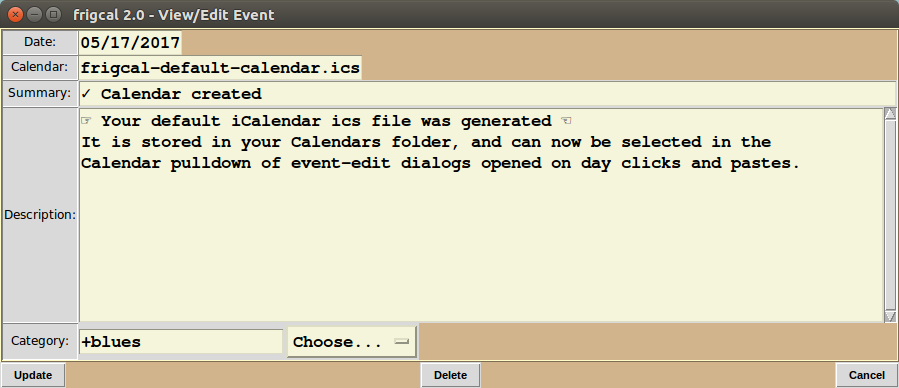 frigcal 2.0 - View/Edit Event
Date: 05/17/2017
Calendar: frigcal-default-calendar.ics
Summary: ✓ Calendar created
☞ Your default iCalendar ics file was generated ☜
It is stored in your Calendars folder, and can now be selected in the
Calendar pulldown of event-edit dialogs opened on day clicks and pastes.
Description:
Category: +blues Choose...
Update Delete Cancel